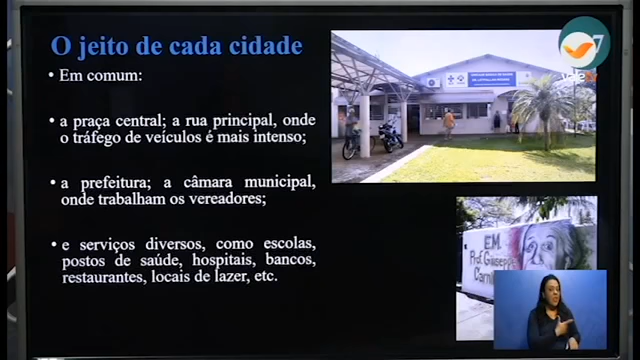 O jeito de cada cidade
• Em comum:
• a praça central; a rua principal, onde
o tráfego de veículos é mais intenso;
• a prefeitura; a câmara municipal,
onde trabalham os vereadores;
• e serviços diversos, como escolas,
postos de saúde, hospitais, bancos,
restaurantes, locais de lazer, etc.
E.M.
Prof. Giuseppe